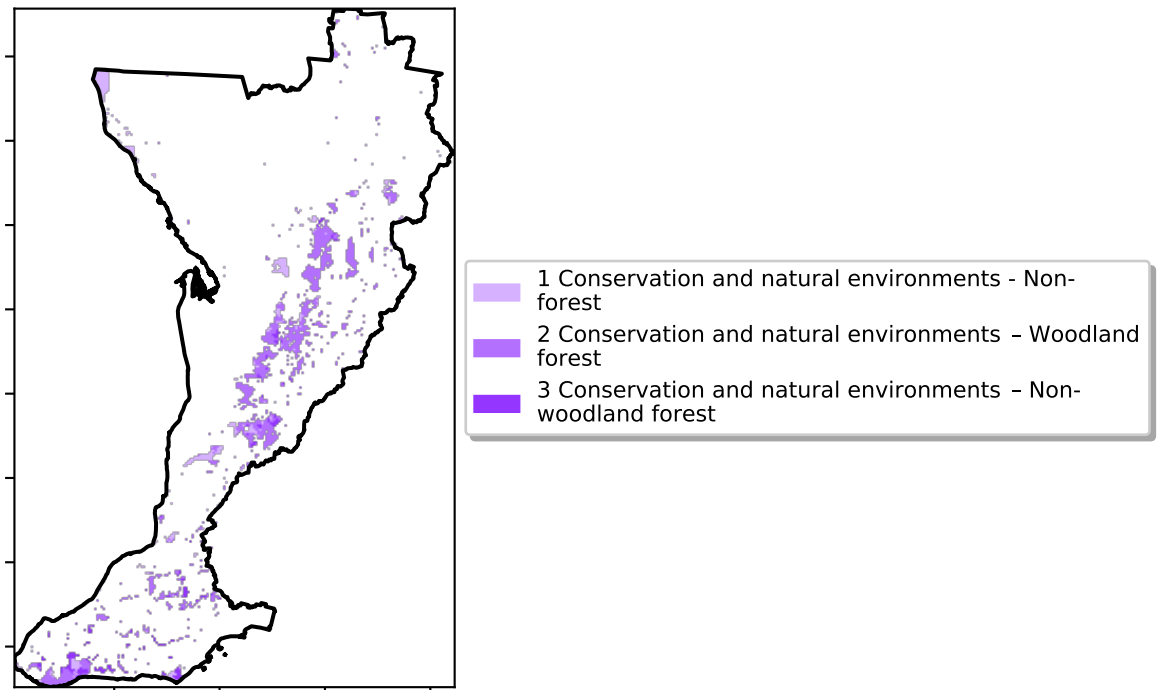 1 Conservation and natural environments - Non-
forest
2 Conservation and natural environments – Woodland
forest
3 Conservation and natural environments – Non-
woodland forest